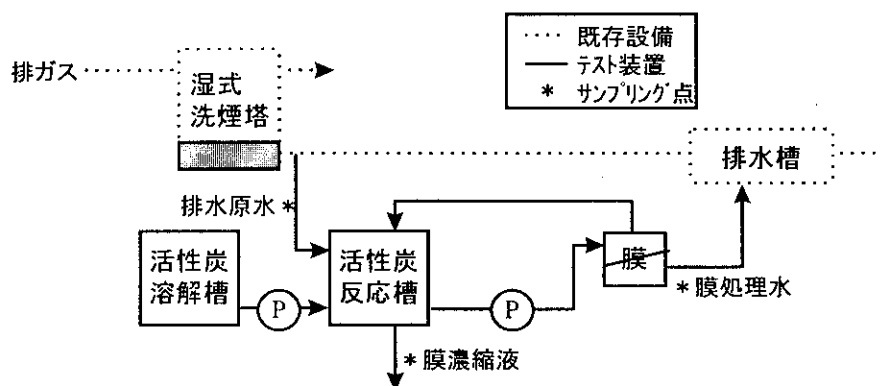 既存設備
テスト装置
* サンプリング点
排ガス
湿式
洗煙塔
排水槽
排水原水 *
活性炭
溶解槽
P
活性炭
反応槽
P
膜
* 膜処理水
* 膜濃縮液